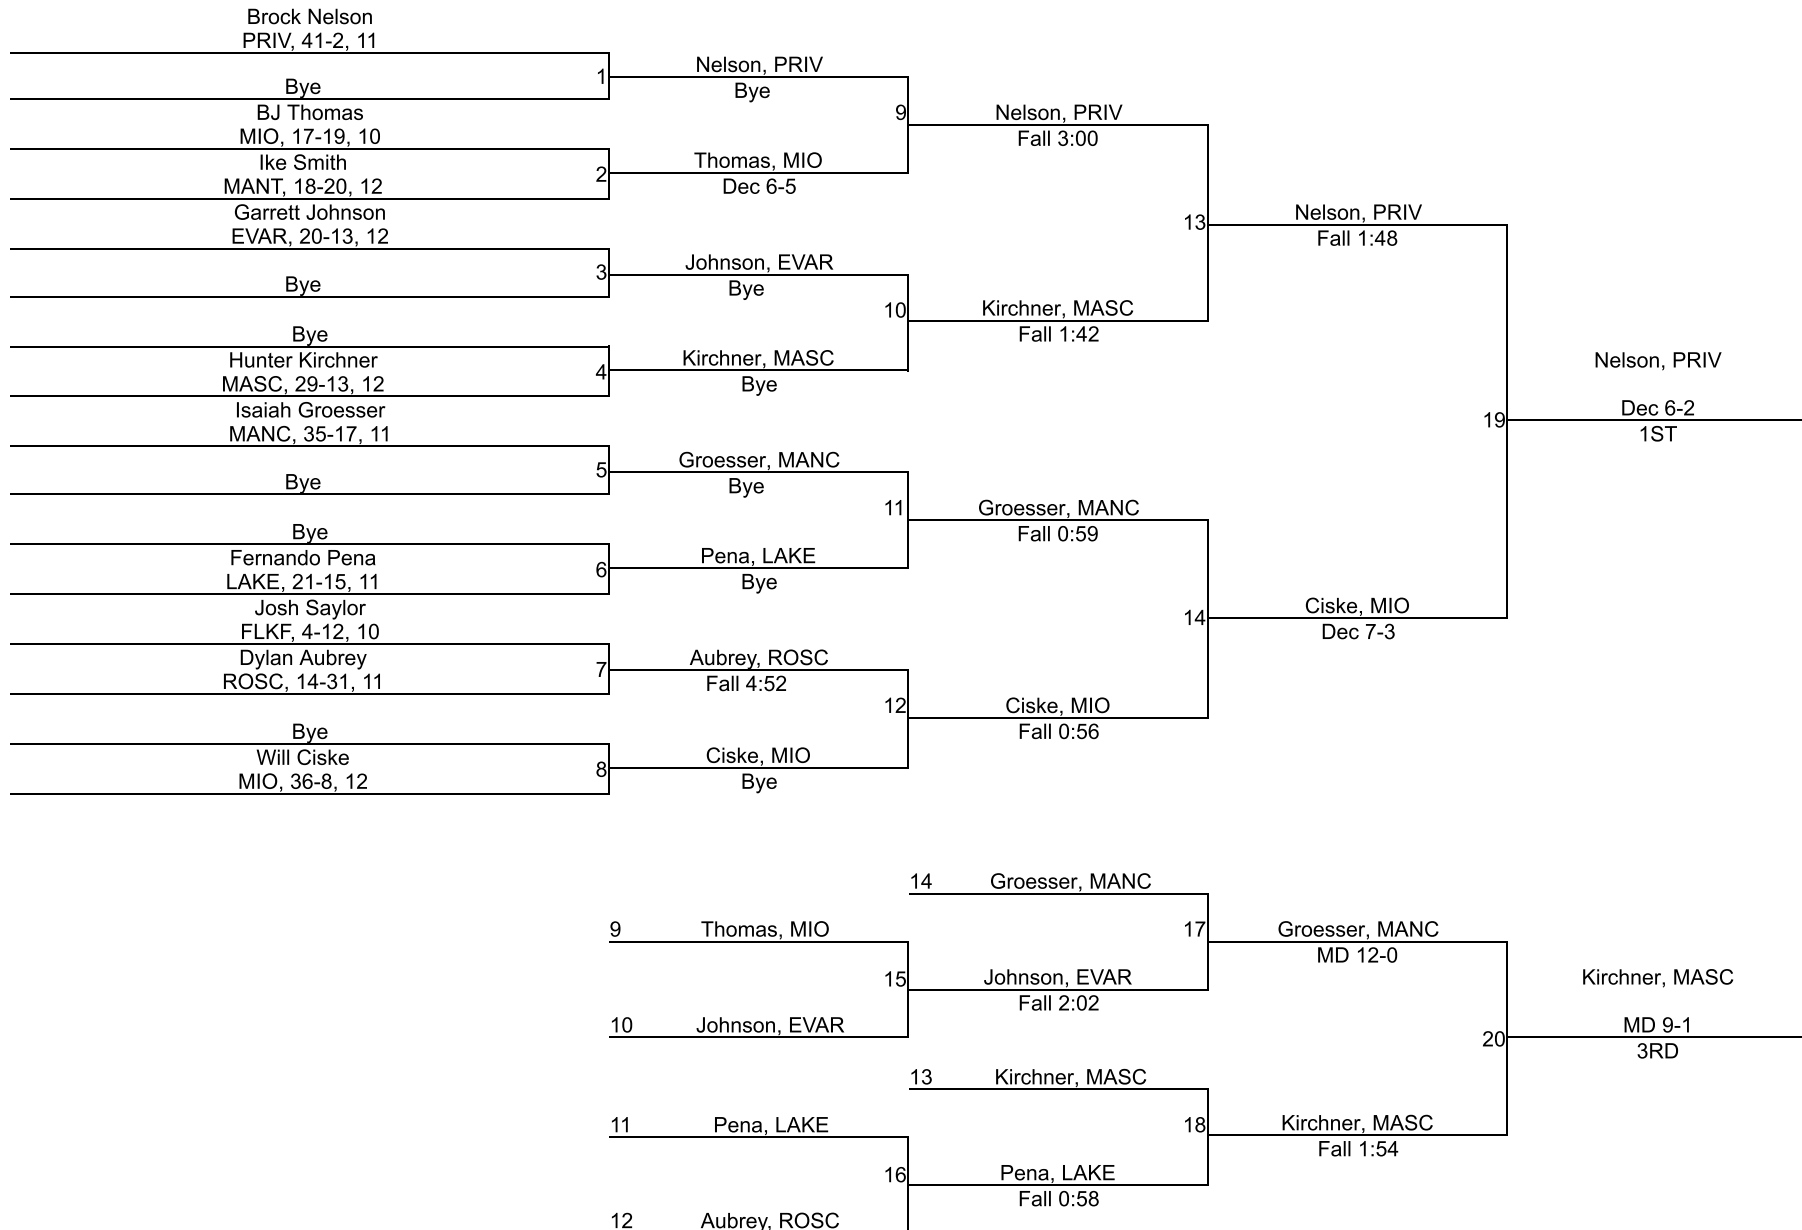 Brock Nelson
PRIV, 41-2, 11
Bye
BJ Thomas
MIO, 17-19, 10
Ike Smith
MANT, 18-20, 12
Garrett Johnson
EVAR, 20-13, 12
Bye
Bye
Hunter Kirchner
MASC, 29-13, 12
Isaiah Groesser
MANC, 35-17, 11
Bye
Bye
Fernando Pena
LAKE, 21-15, 11
Josh Saylor
FLKF, 4-12, 10
Dylan Aubrey
ROSC, 14-31, 11
Bye
Will Ciske
MIO, 36-8, 12
1
2
3
4
5
6
7
8
Nelson, PRIV
Bye
Thomas, MIO
Dec 6-5
Johnson, EVAR
Bye
Kirchner, MASC
Bye
Groesser, MANC
Bye
Pena, LAKE
Bye
Aubrey, ROSC
Fall 4:52
Ciske, MIO
Bye
9
10
11
12
Nelson, PRIV
Fall 3:00
Kirchner, MASC
Fall 1:42
Groesser, MANC
Fall 0:59
Ciske, MIO
Fall 0:56
13
14
Nelson, PRIV
Fall 1:48
Ciske, MIO
Dec 7-3
19
Nelson, PRIV
Dec 6-2
1ST
9 Thomas, MIO
10 Johnson, EVAR
11 Pena, LAKE
12 Aubrey, ROSC
15
16
14 Groesser, MANC
Johnson, EVAR
Fall 2:02
13 Kirchner, MASC
Pena, LAKE
Fall 0:58
17
18
Groesser, MANC
MD 12-0
Kirchner, MASC
Fall 1:54
20
Kirchner, MASC
MD 9-1
3RD